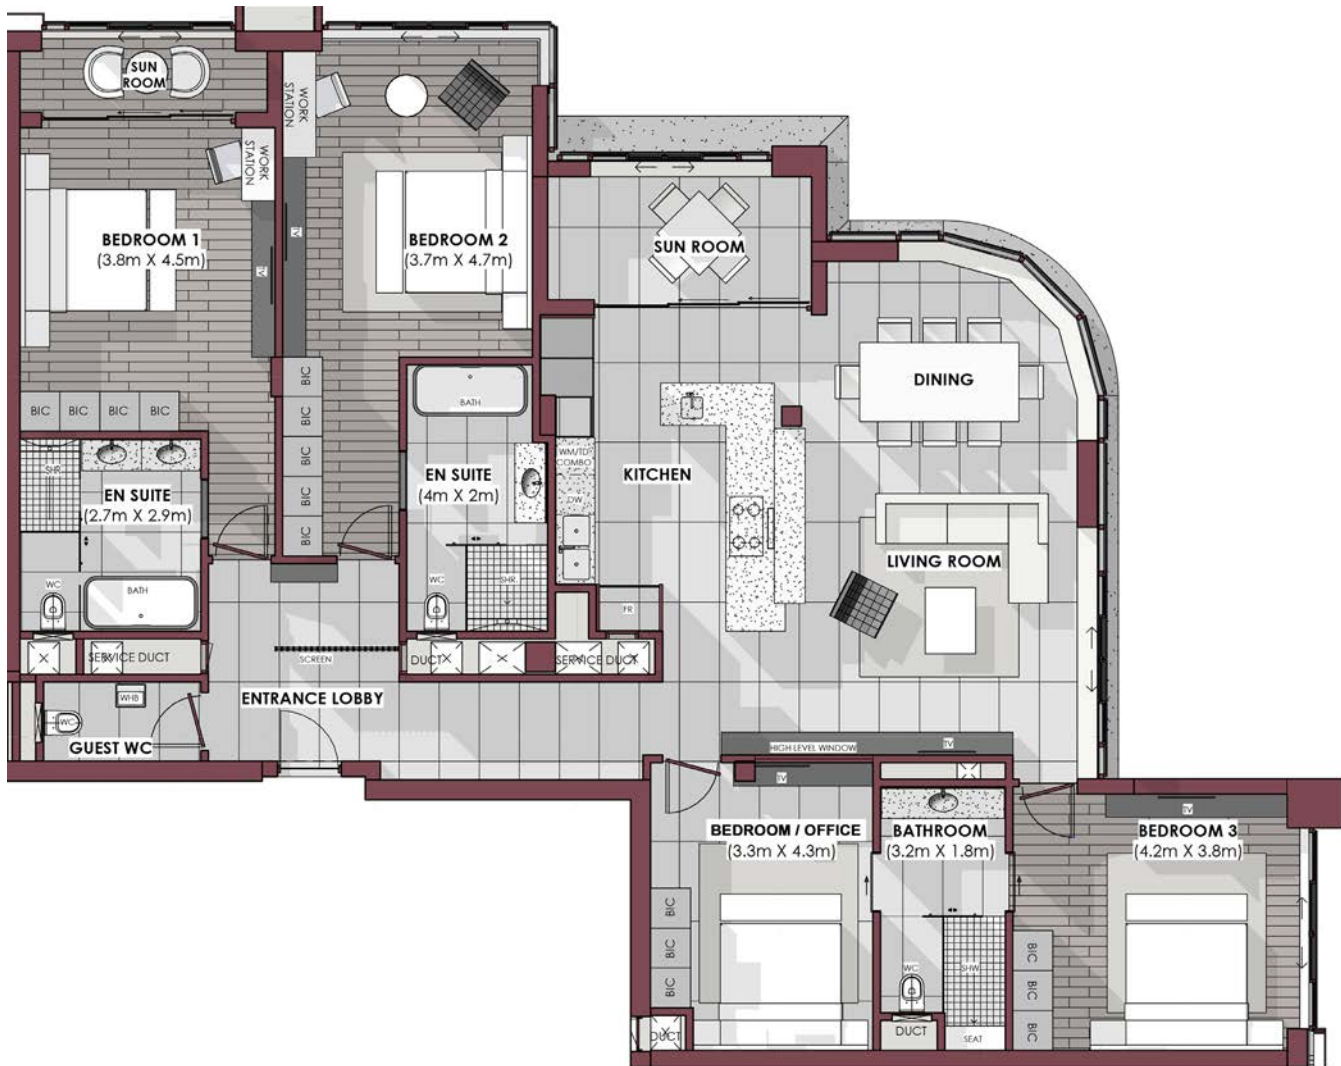 SUN
ROOM
WORK
STATION
WORK
STATION
BEDROOM 1
(3.8m X 4.5m)
TV
TV
BEDROOM 2
(3.7m X 4.7m)
SUN ROOM
DINING
BIC
BIC
BIC
BIC
BIC
BIC
BIC
BIC
BIC
BATH
SHR
EN SUITE
(2.7m X 2.9m)
EN SUITE
(4m X 2m)
WM/TD
COMBO
DW
KITCHEN
LIVING ROOM
WC
BATH
WC
SHR
FR
SERVICE DUCT
SCREEN
DUCT
SERVICE DUCT
WHB
WC
GUEST WC
ENTRANCE LOBBY
HIGH LEVEL WINDOW
TV
TV
TV
BEDROOM / OFFICE
(3.3m X 4.3m)
BATHROOM
(3.2m X 1.8m)
BEDROOM 3
(4.2m X 3.8m)
BIC
BIC
BIC
BIC
BIC
BIC
WC
SHW
DUCT
DUCT
SEAT